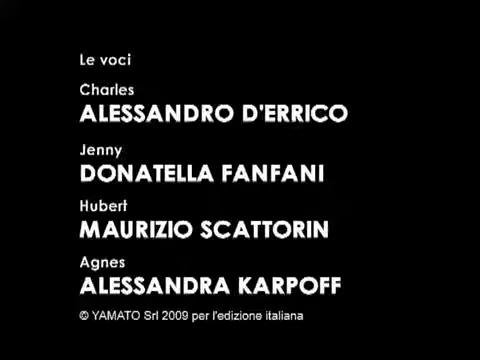 Le voci
Charles
ALESSANDRO D'ERRICO
Jenny
DONATELLA FANFANI
Hubert
MAURIZIO SCATTORIN
Agnes
ALESSANDRA KARPOFF
© YAMATO Srl 2009 per l'edizione italiana